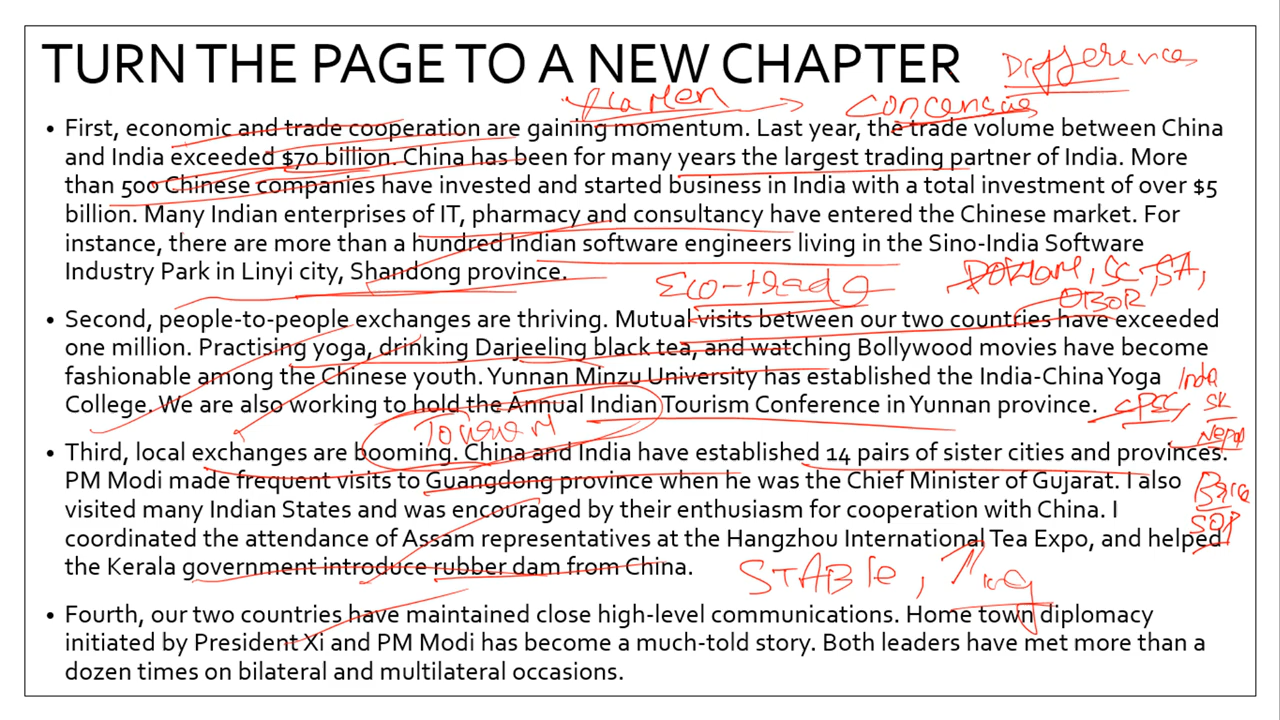 TURN THE PAGE TO A NEW CHAPTER
Differences
Concensus
• First, economic and trade cooperation are gaining momentum. Last year, the trade volume between China
and India exceeded $70 billion. China has been for many years the largest trading partner of India. More
than 500 Chinese companies have invested and started business in India with a total investment of over $5
billion. Many Indian enterprises of IT, pharmacy and consultancy have entered the Chinese market. For
instance, there are more than a hundred Indian software engineers living in the Sino-India Software
Industry Park in Linyi city, Shandong province.
Eco-trade
OBOR
• Second, people-to-people exchanges are thriving. Mutual visits between our two countries have exceeded
one million. Practising yoga, drinking Darjeeling black tea, and watching Bollywood movies have become
fashionable among the Chinese youth. Yunnan Minzu University has established the India-China Yoga
College. We are also working to hold the Annual Indian Tourism Conference in Yunnan province.
India
SK
Nepal
• Third, local exchanges are booming. China and India have established 14 pairs of sister cities and provinces.
PM Modi made frequent visits to Guangdong province when he was the Chief Minister of Gujarat. I also
visited many Indian States and was encouraged by their enthusiasm for cooperation with China. I
coordinated the attendance of Assam representatives at the Hangzhou International Tea Expo, and helped
the Kerala government introduce rubber dam from China.
STABLE,
• Fourth, our two countries have maintained close high-level communications. Home town diplomacy
initiated by President Xi and PM Modi has become a much-told story. Both leaders have met more than a
dozen times on bilateral and multilateral occasions.